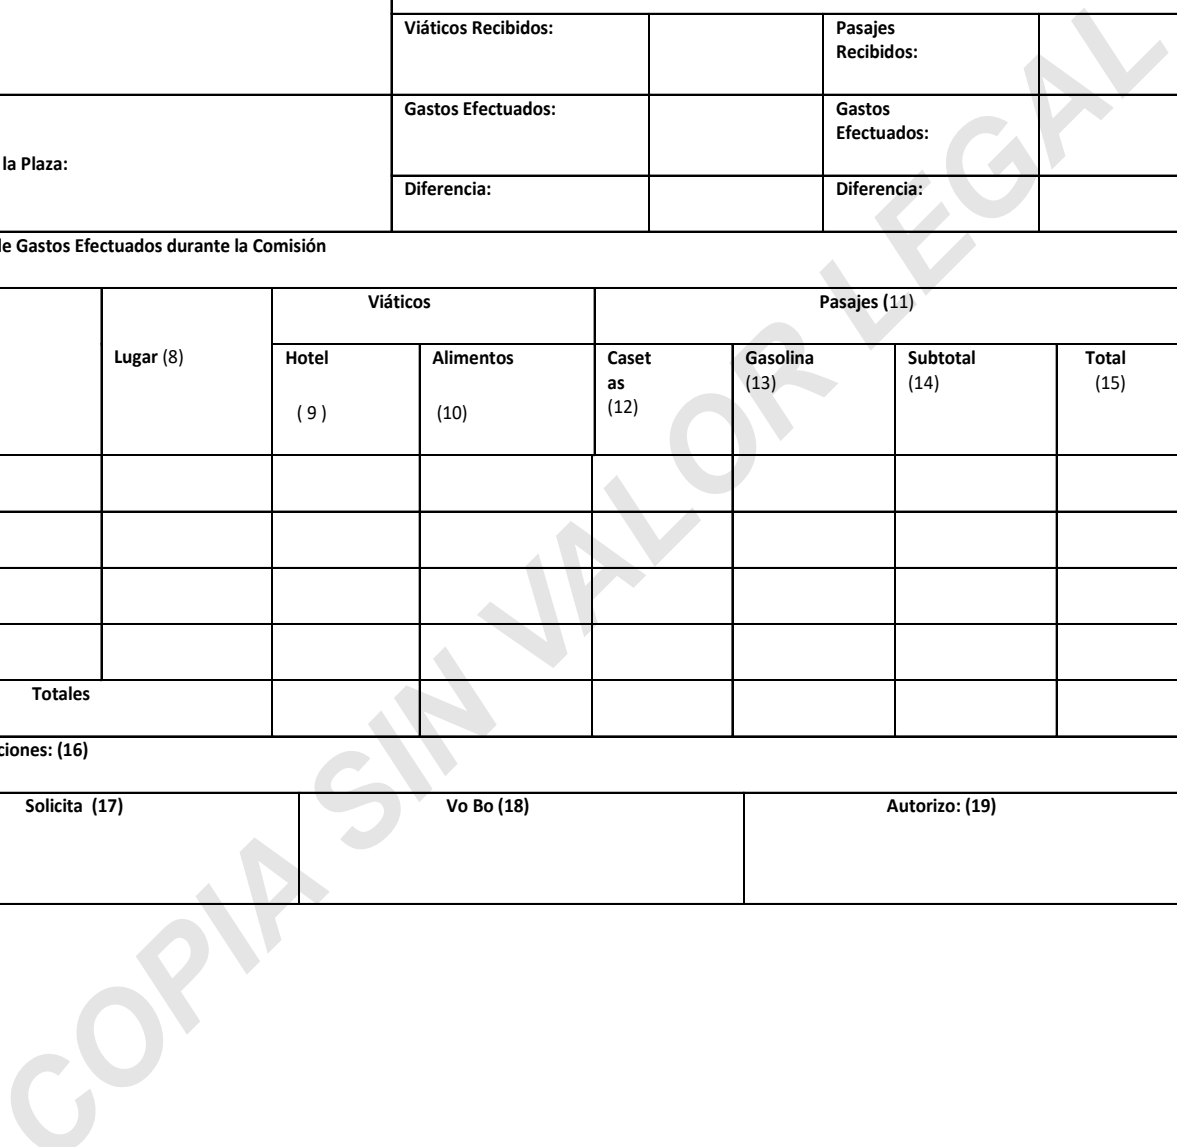 Viáticos Recibidos:
Pasajes
Recibidos:
Gastos Efectuados:
Gastos
Efectuados:
la Plaza:
Diferencia:
Diferencia:
de Gastos Efectuados durante la Comisión
Viáticos
Pasajes (11)
Lugar (8)
Hotel
( 9 )
Alimentos
(10)
Caset
as
(12)
Gasolina
(13)
Subtotal
(14)
Total
(15)
Totales
ciones: (16)
Solicita (17)
Vo Bo (18)
Autorizo: (19)
COPIA SIN VALOR LEGAL